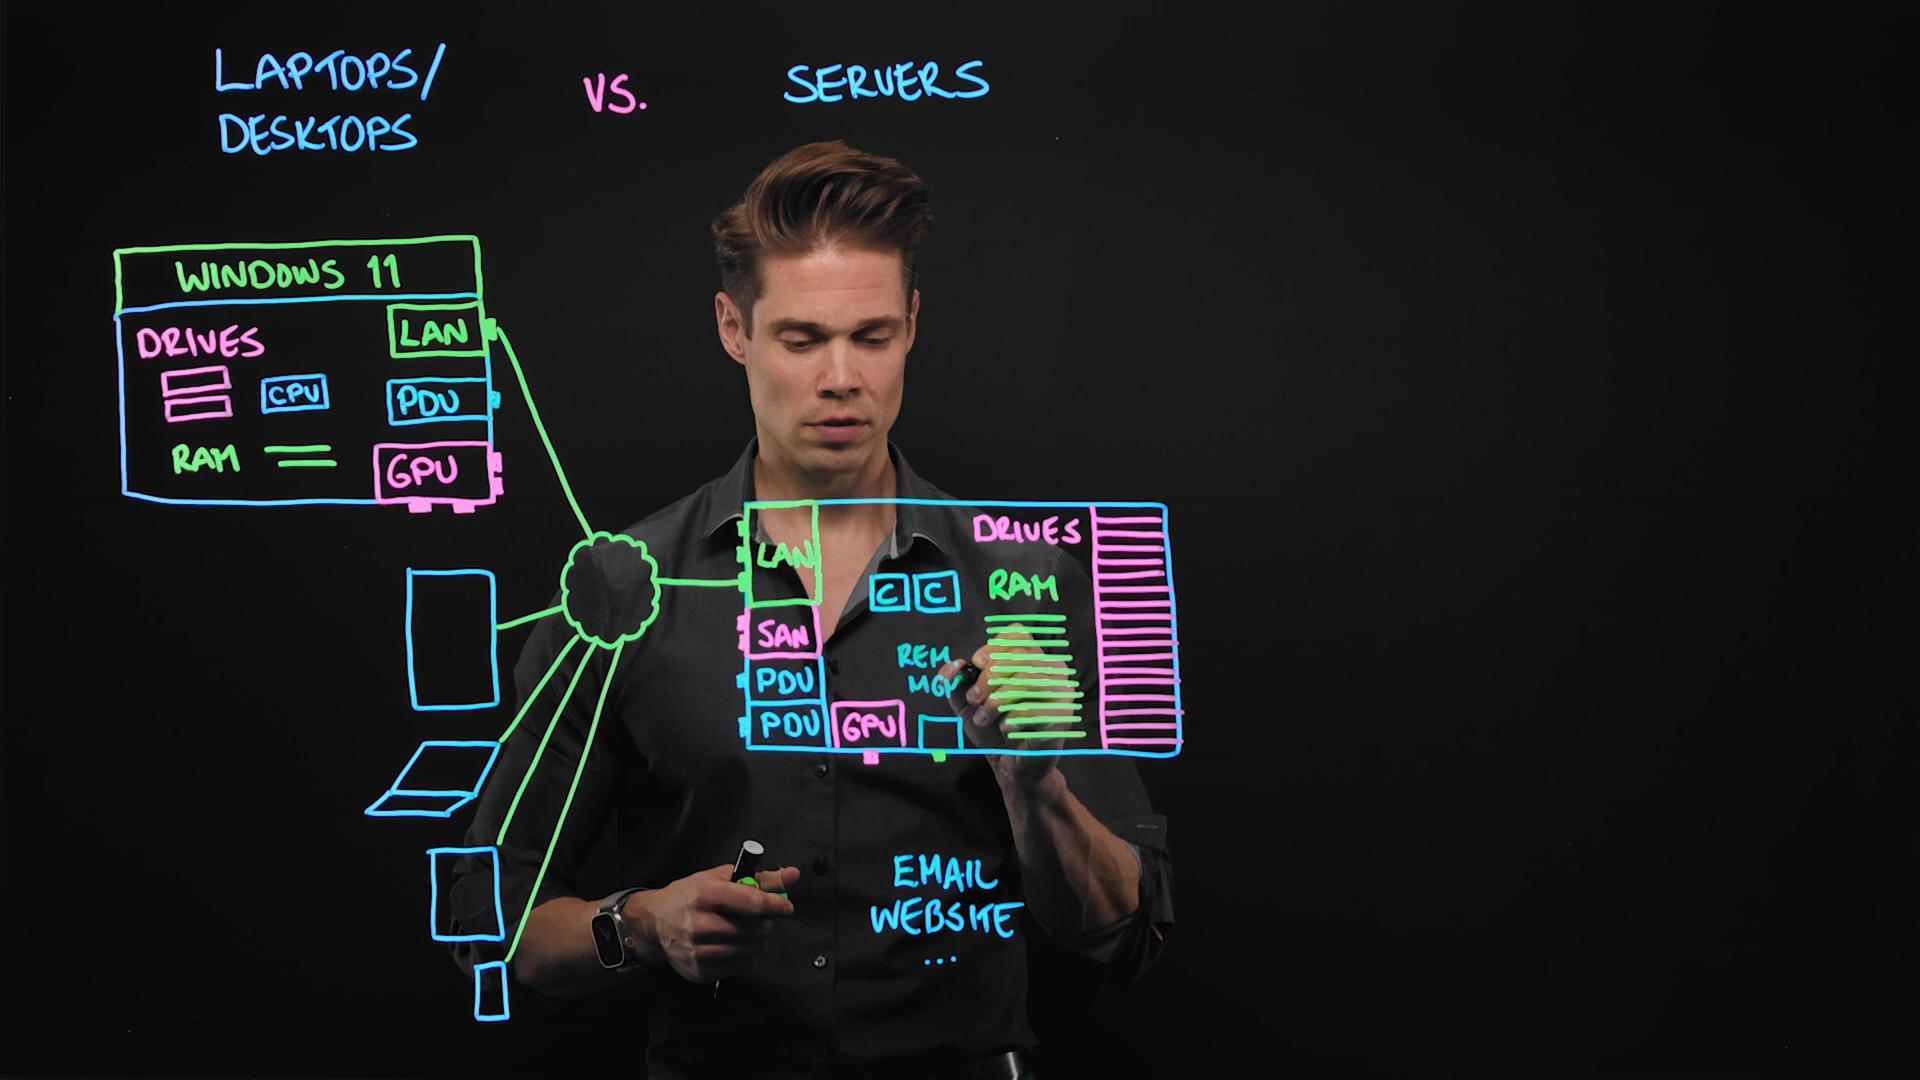 LAPTOPS/
DESKTOPS
VS.
SERVERS
WINDOWS 11
DRIVES
LAN
CPU
PDU
RAM
GPU
LAN
SAN
PDU
PDU
GPU
C C
REM.
MGM
DRIVES
RAM
EMAIL
WEBSITE
...